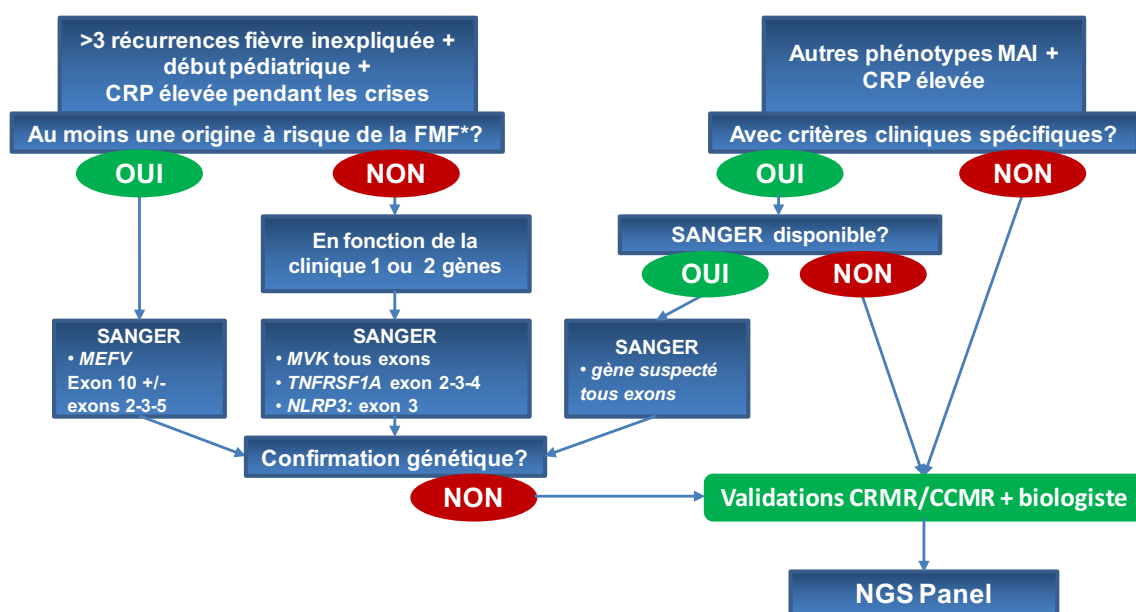 >3 récurrences fièvre inexpliquée +
début pédiatrique +
CRP élevée pendant les crises
Au moins une origine à risque de la FMF*?
OUI
NON
En fonction de la
clinique 1 ou 2 gènes
SANGER
• MEFV
Exon 10 +/-
exons 2-3-5
SANGER
• MVK tous exons
• TNFRSF1A exon 2-3-4
• NLRP3: exon 3
Autres phénotypes MAI +
CRP élevée
Avec critères cliniques spécifiques?
OUI
NON
SANGER disponible?
OUI
NON
SANGER
• gène suspecté
tous exons
Confirmation génétique?
NON
Validations CRMR/CCMR + biologiste
NGS Panel